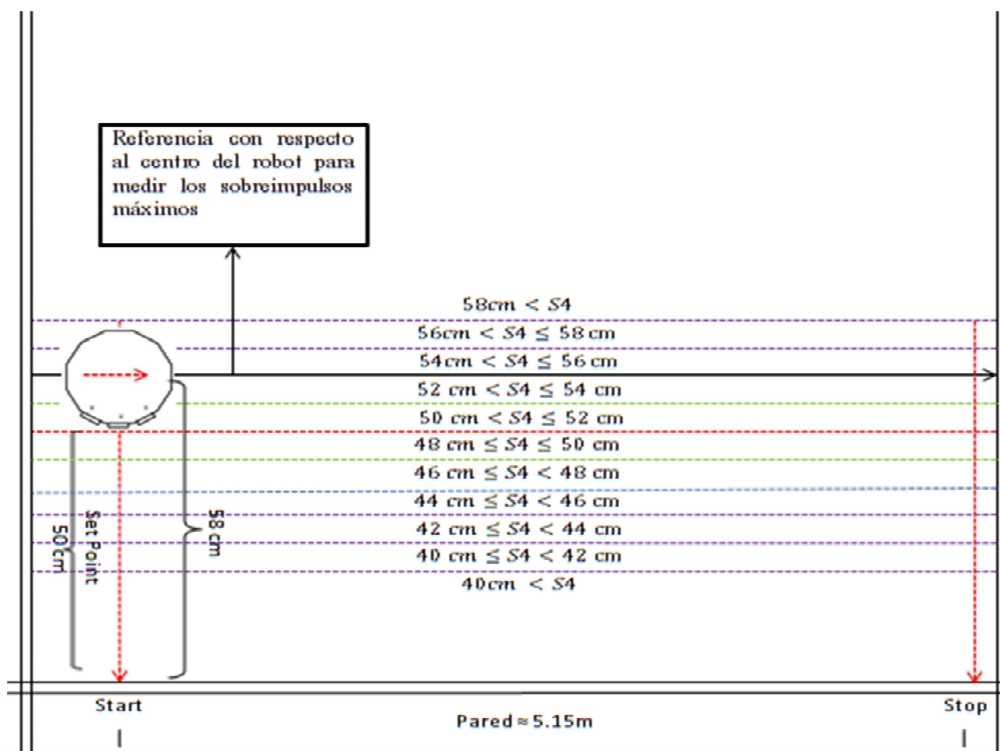 Referencia con respecto
al centro del robot para
medir los sobreimpulsos
máximos
58cm < S4
56cm < S4 ≤ 58 cm
54cm < S4 ≤ 56 cm
52 cm < S4 ≤ 54 cm
50 cm < S4 ≤ 52 cm
48 cm ≤ S4 ≤ 50 cm
46 cm ≤ S4 < 48 cm
44 cm ≤ S4 < 46 cm
42 cm ≤ S4 < 44 cm
40 cm ≤ S4 < 42 cm
40cm < S4
Set Point
50 cm
58 cm
Start
Stop
Pared ≈ 5.15m